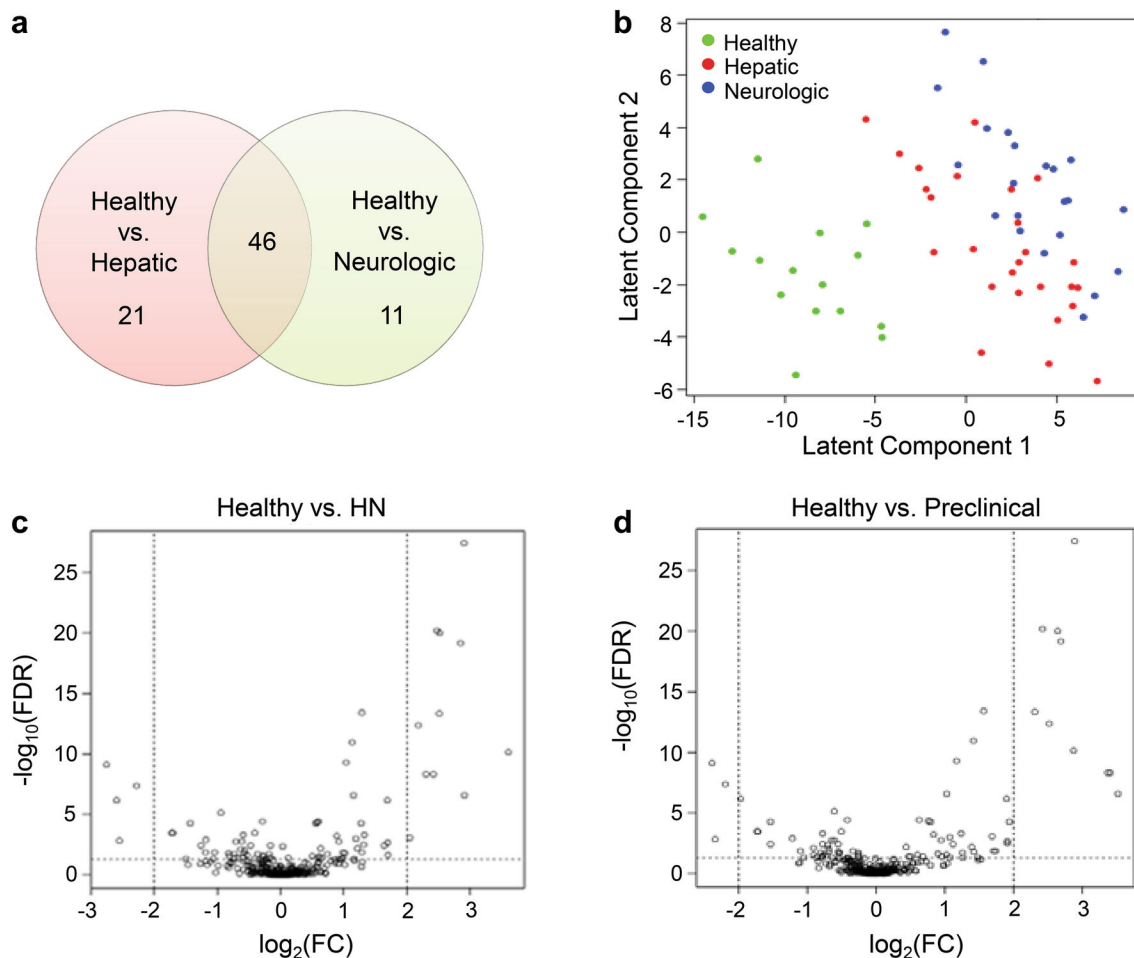 a
Healthy
vs.
Hepatic
21
46
Healthy
vs.
Neurologic
11
b
Healthy
Hepatic
Neurologic
Latent Component 2
8
6
4
2
0
-2
-4
-6
-15
-10
-5
0
5
Latent Component 1
c
Healthy vs. HN
-log10(FDR)
25
20
15
10
5
0
-3
-2
-1
0
1
2
3
log2(FC)
d
Healthy vs. Preclinical
-log10(FDR)
25
20
15
10
5
0
-2
-1
0
1
2
3
log2(FC)